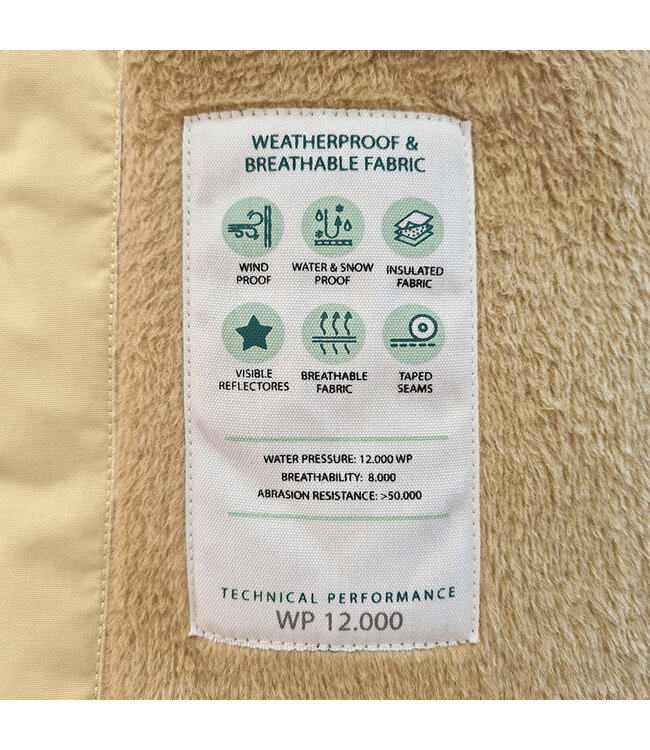 WEATHERPROOF &
BREATHABLE FABRIC
WIND
PROOF
WATER & SNOW
PROOF
INSULATED
FABRIC
VISIBLE
REFLECTORES
BREATHABLE
FABRIC
TAPED
SEAMS
WATER PRESSURE: 12.000 WP
BREATHABILITY: 8.000
ABRASION RESISTANCE: >50.000
TECHNICAL PERFORMANCE
WP 12.000